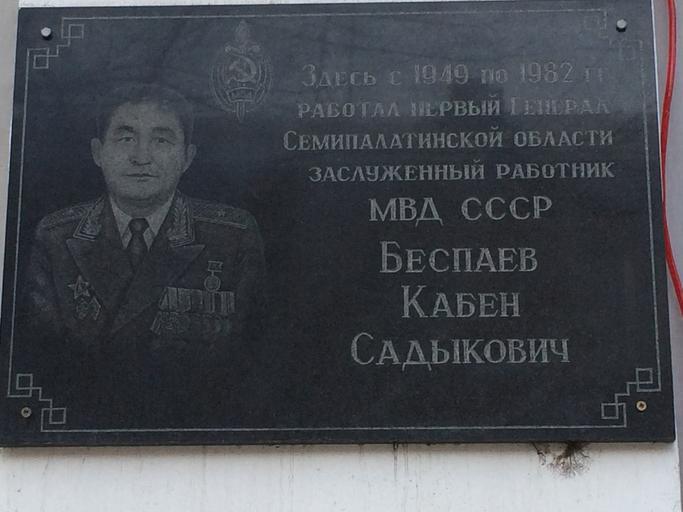 Здесь с 1949 по 1982 гг
работал первый Генерал
Семипалатинской области
заслуженный работник
МВД СССР
Беспаев
Кабен
Садыкович